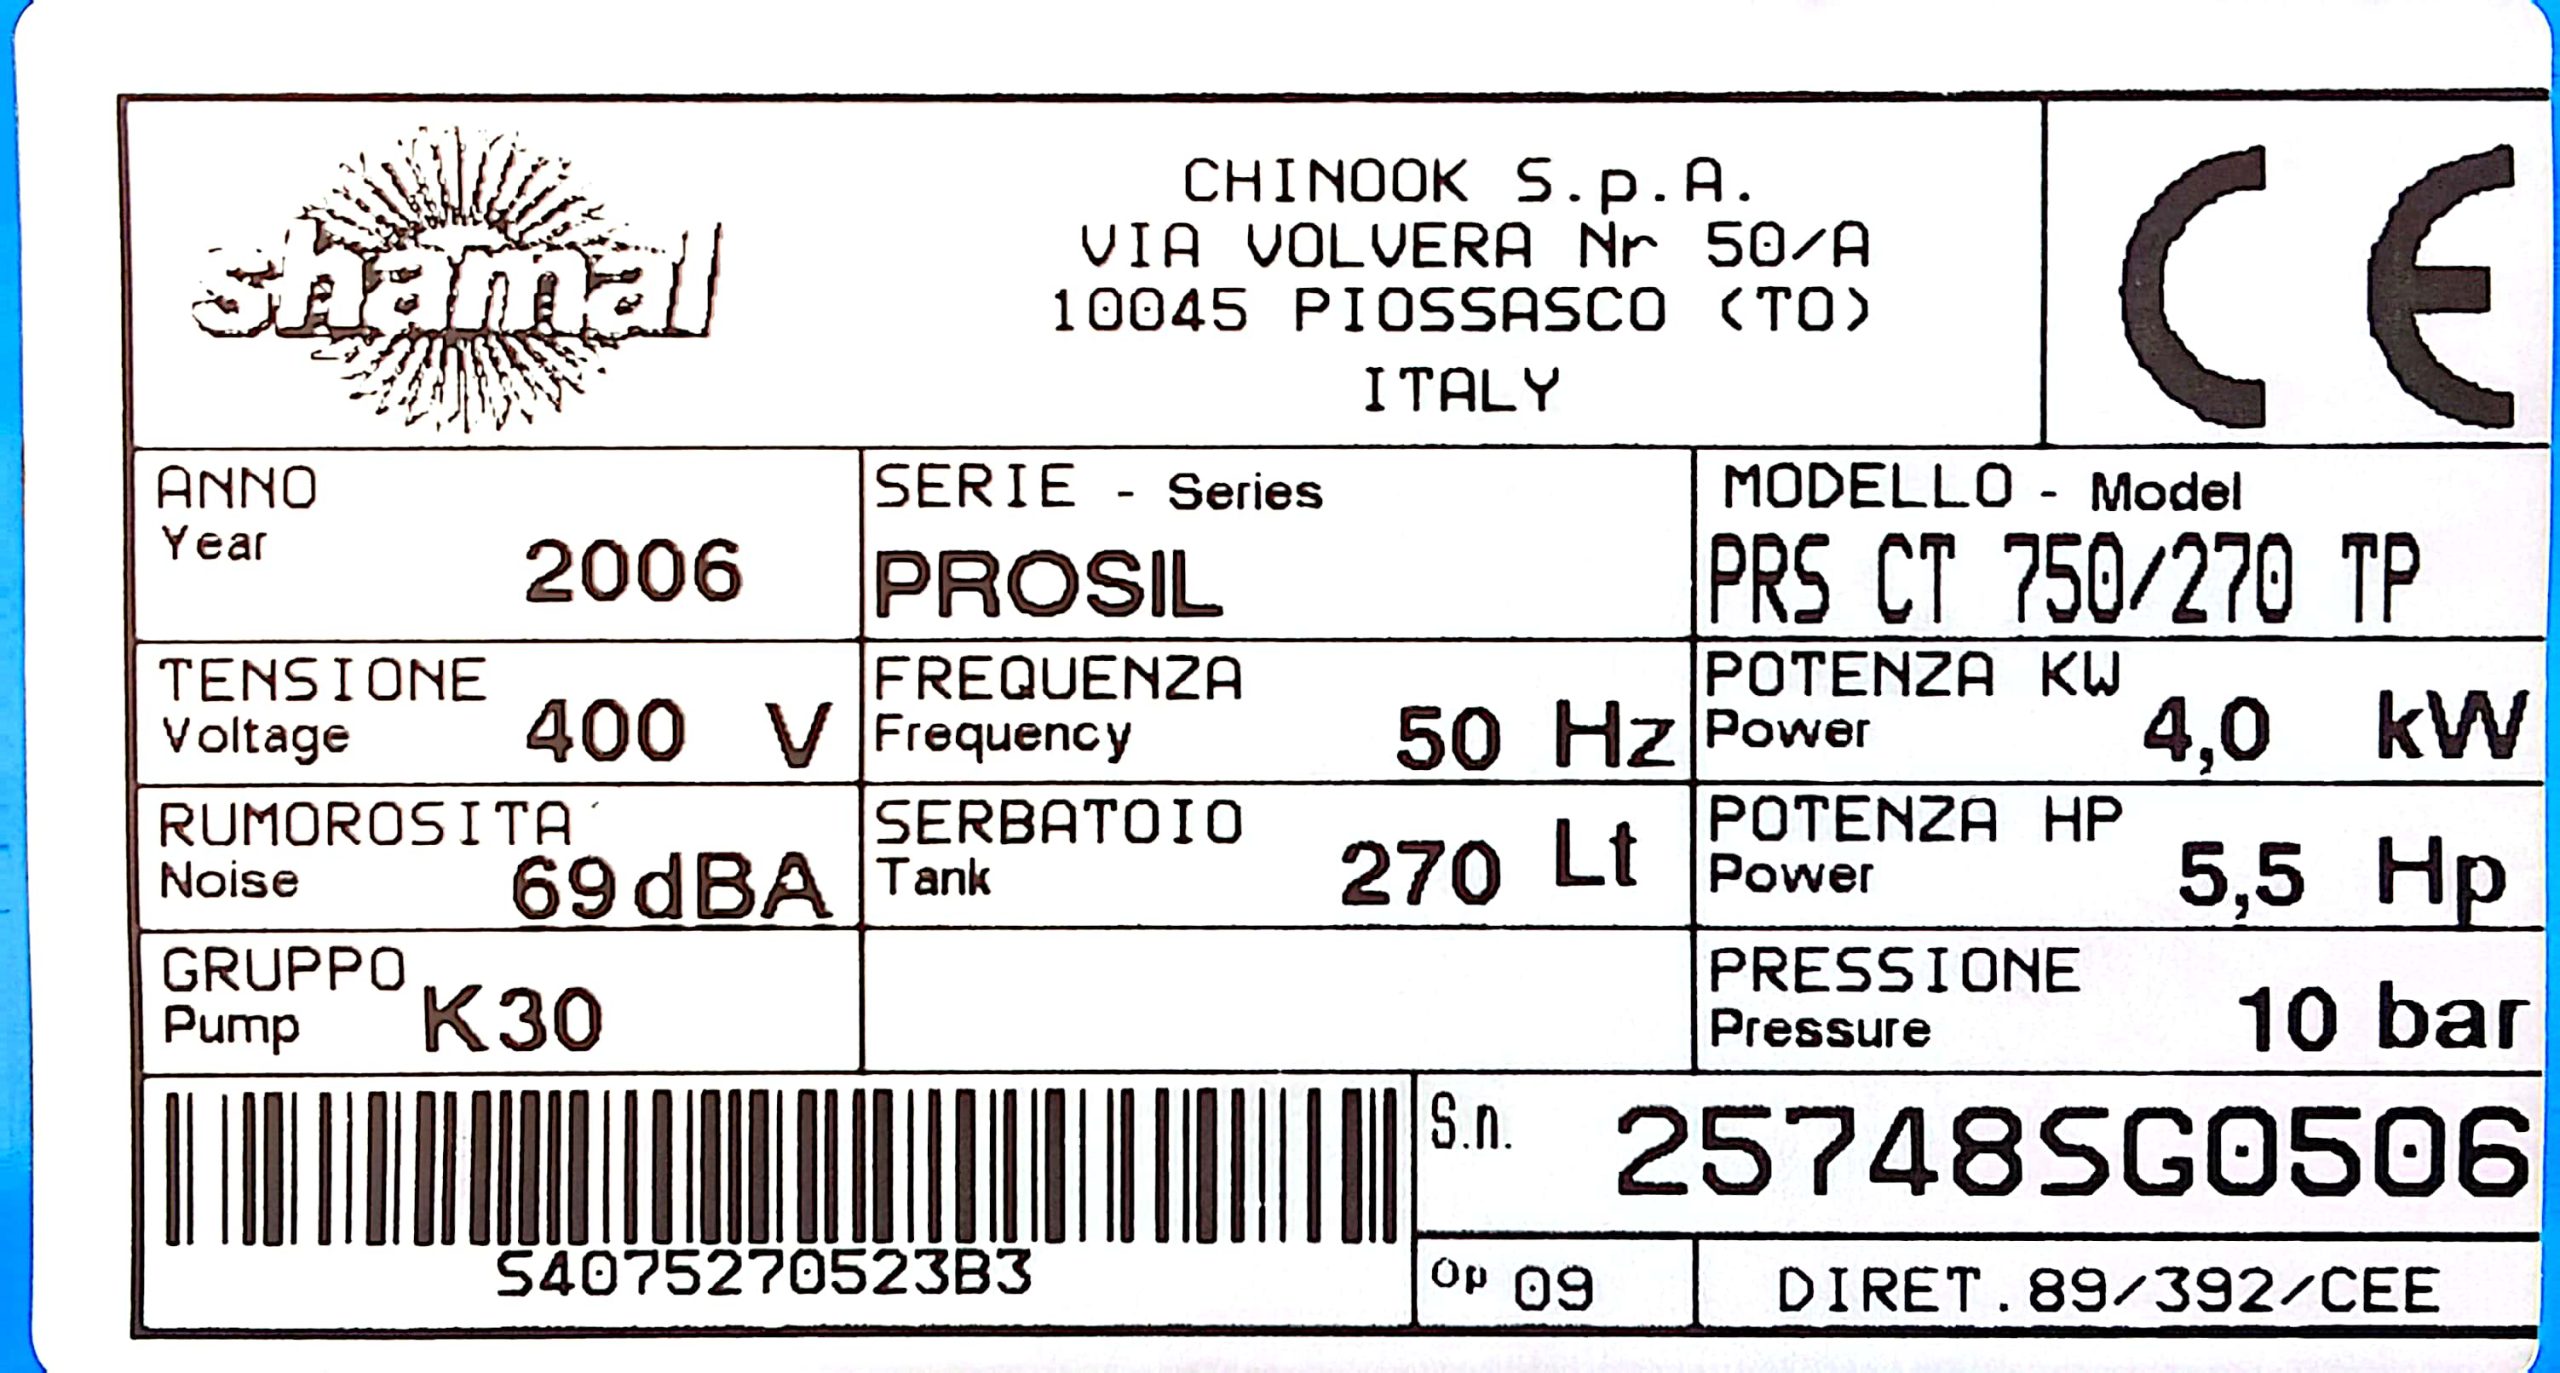 shamal
CHINOOK S.p.A.
VIA VOLVERA Nr 50/A
10045 PIOSSASCO (TO)
ITALY
CE
ANNO
Year
2006
SERIE - Series
PROSIL
MODELLO - Model
PRS CT 750/270 TP
TENSIONE
Voltage
400 V
FREQUENZA
Frequency
50 Hz
POTENZA KW
Power
4,0 kW
RUMOROSITA'
Noise
69dBA
SERBATOIO
Tank
270 Lt
POTENZA HP
Power
5,5 Hp
GRUPPO
Pump
K30
PRESSIONE
Pressure
10 bar
S4075270523B3
S.n.
25748SG0506
Op 09
DIRET.89/392/CEE